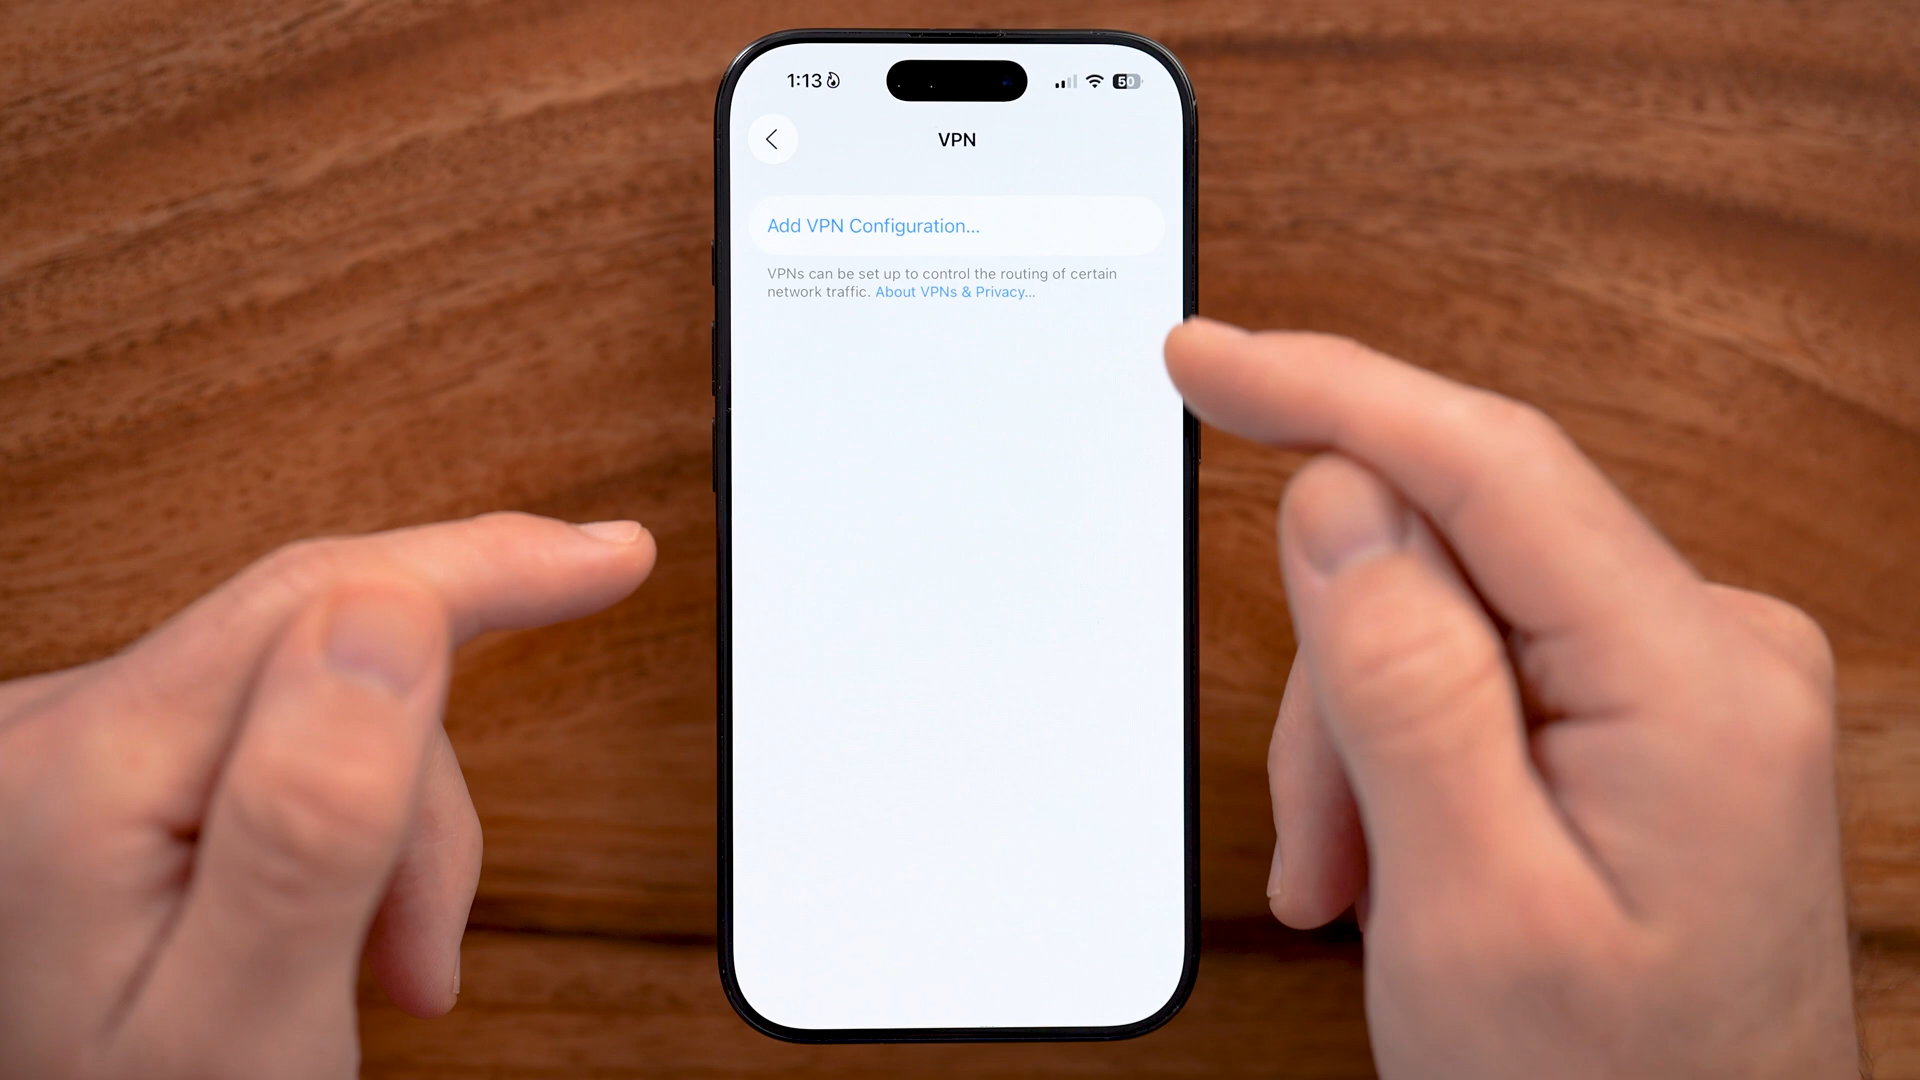 1:13
50
VPN
Add VPN Configuration...
VPNs can be set up to control the routing of certain
network traffic. About VPNs & Privacy...